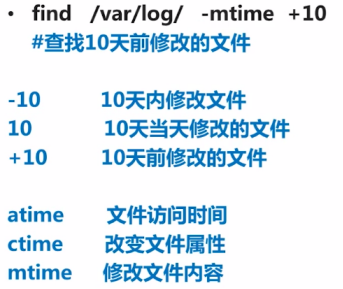 • find /var/log/ -mtime +10
#查找10天前修改的文件
-10 10天内修改文件
10 10天当天修改的文件
+10 10天前修改的文件
atime 文件访问时间
ctime 改变文件属性
mtime 修改文件内容